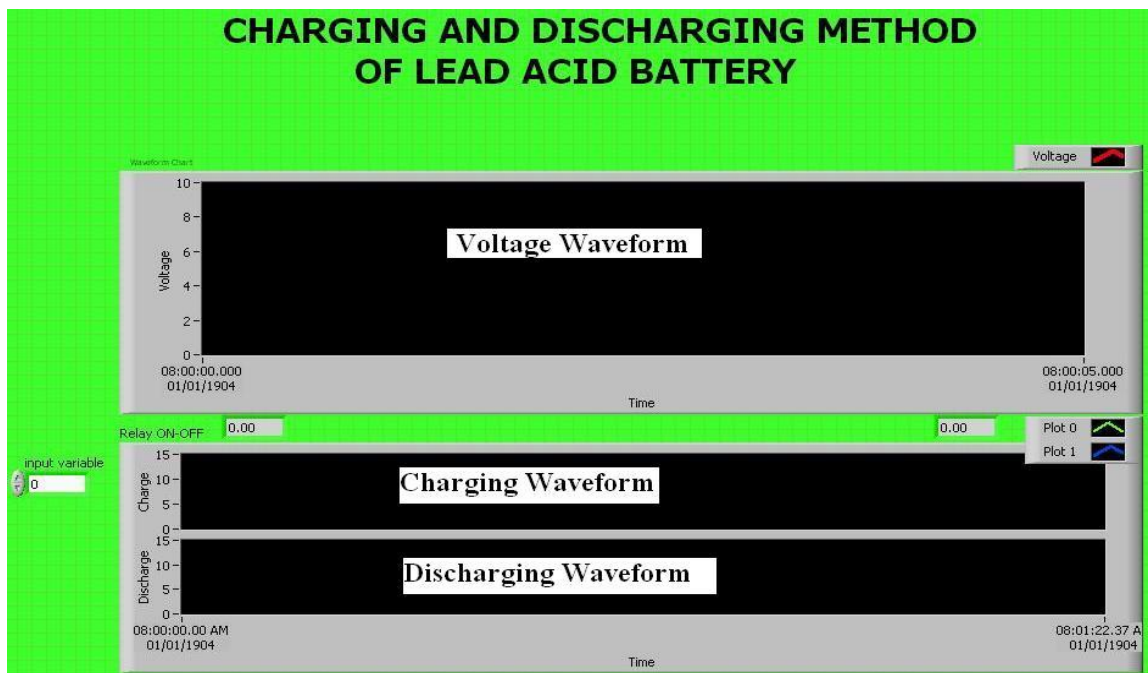 CHARGING AND DISCHARGING METHOD
OF LEAD ACID BATTERY
Waveform Chart
Voltage
10
8
6
4
2
0
Voltage
Voltage Waveform
08:00:00.000
01/01/1904
08:00:05.000
01/01/1904
Time
Relay ON-OFF
0.00
0.00
Plot 0
Plot 1
input variable
0
15
10
5
0
Charge
Charging Waveform
15
10
5
0
Discharge
Discharging Waveform
08:00:00.00 AM
01/01/1904
08:01:22.37 A
01/01/1904
Time